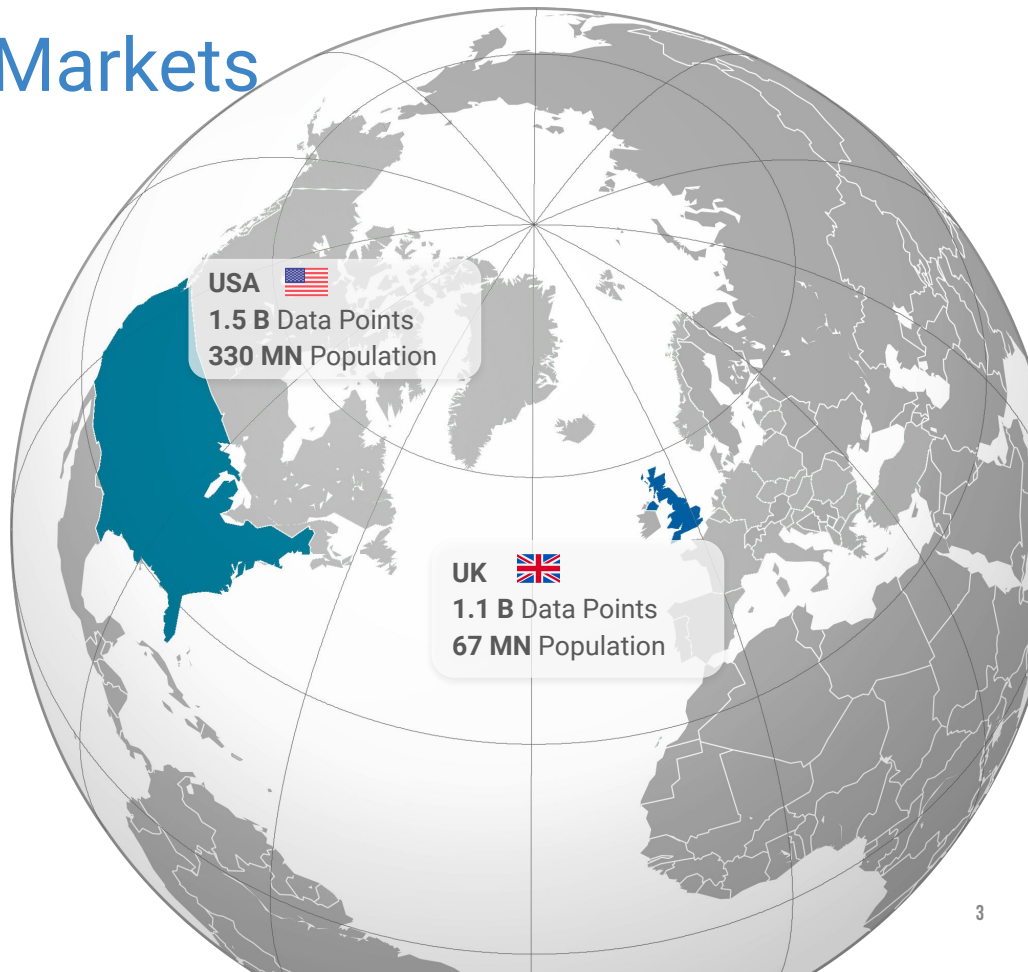 Markets
USA
1.5 B Data Points
330 MN Population
UK
1.1 B Data Points
67 MN Population
3